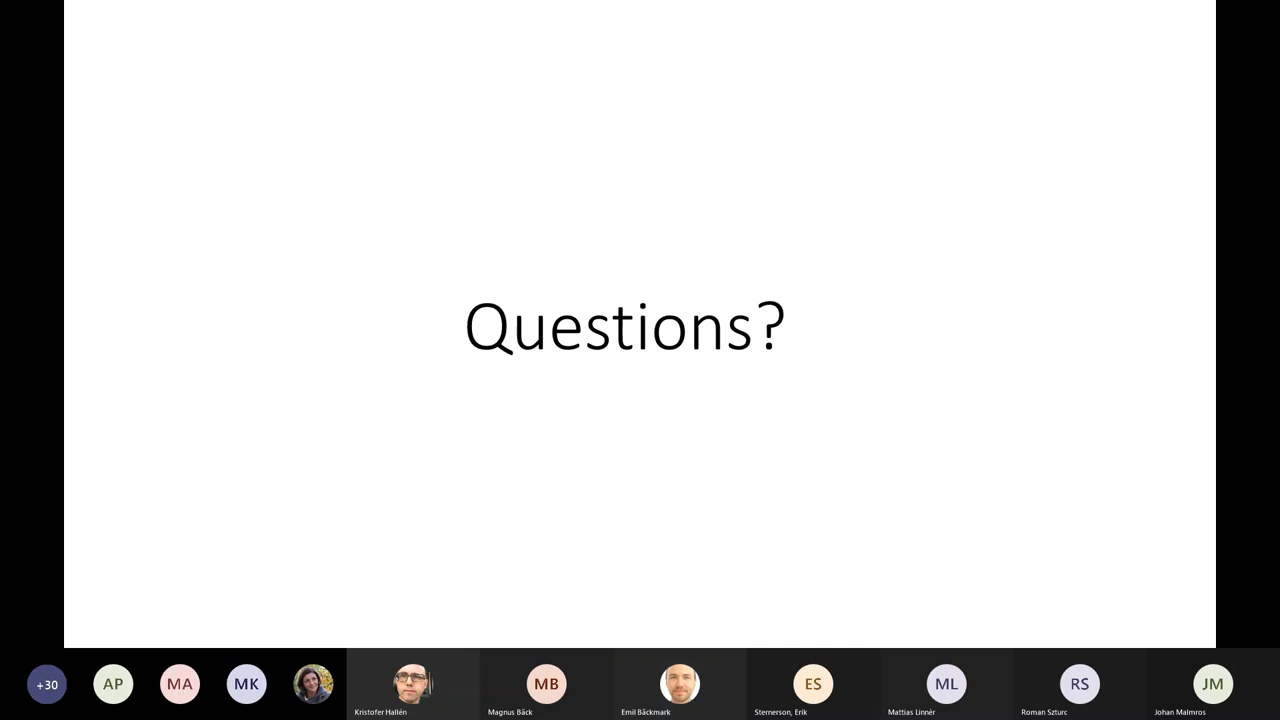 Questions?
+30
AP
MA
MK
MB
ES
ML
RS
JM
Kristofer Hallén
Magnus Bäck
Emil Bäckmark
Sternerson, Erik
Mattias Linnér
Roman Szturc
Johan Malmros